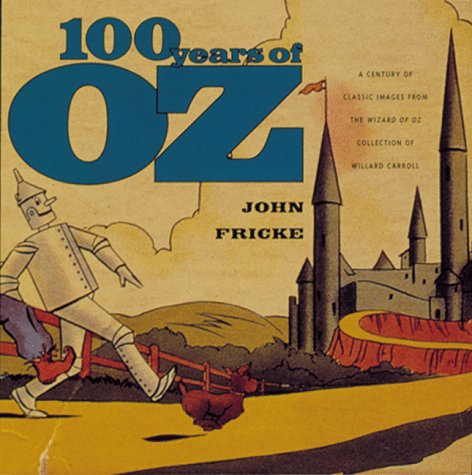 100 years of
OZ
A CENTURY OF
CLASSIC IMAGES FROM
THE WIZARD OF OZ
COLLECTION OF
WILLARD CARROLL
JOHN
FRICKE